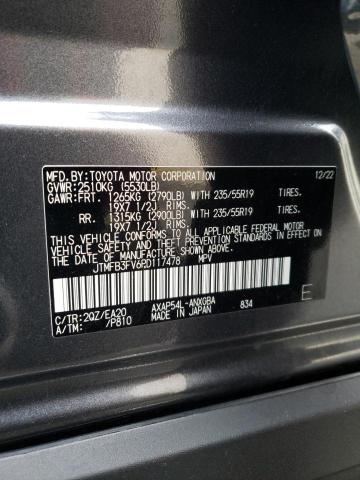 MFD.BY:TOYOTA MOTOR CORPORATION 12/22
GVWR:2510KG (5530LB)
GAWR:FRT. 1265KG (2790LB) WITH 235/55R19 TIRES.
19X7 1/2J RIMS.
RR. 1315KG (2900LB) WITH 235/55R19 TIRES.
19X7 1/2J RIMS.
THIS VEHICLE CONFORMS TO ALL APPLICABLE FEDERAL MOTOR
VEHICLE SAFETY, BUMPER, AND THEFT PREVENTION STANDARDS
IN EFFECT ON THE DATE OF MANUFACTURE SHOWN ABOVE.
JTMFB3FV6RD117478 MPV
AXAP54L-ANXGBA 834
MADE IN JAPAN
C/TR:2QZ/EA20
A/TM: /P810
E